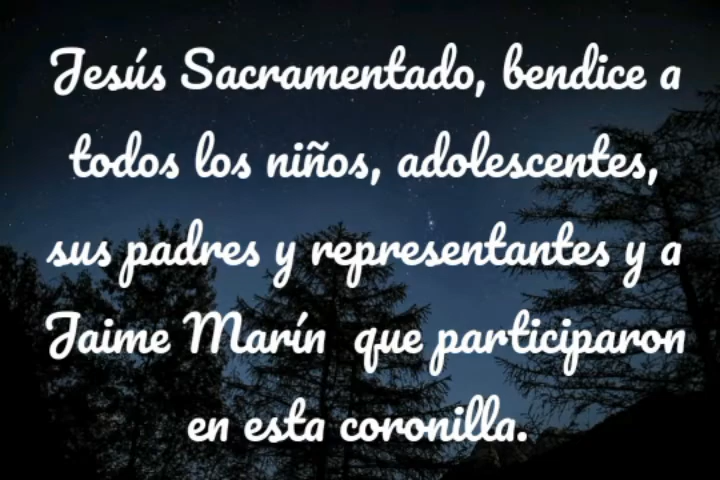 Jesús Sacramentado, bendice a
todos los niños, adolescentes,
sus padres y representantes y a
Jaime Marín que participaron
en esta coronilla.